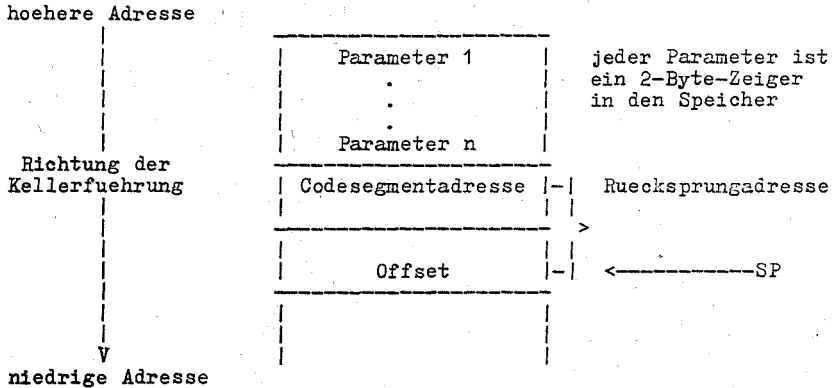 hoehere Adresse
Parameter 1 jeder Parameter ist
. ein 2-Byte-Zeiger
. in den Speicher
.
Parameter n
Richtung der
Kellerfuehrung Codesegmentadresse Ruecksprungadresse
>
Offset <-----------SP
V
niedrige Adresse